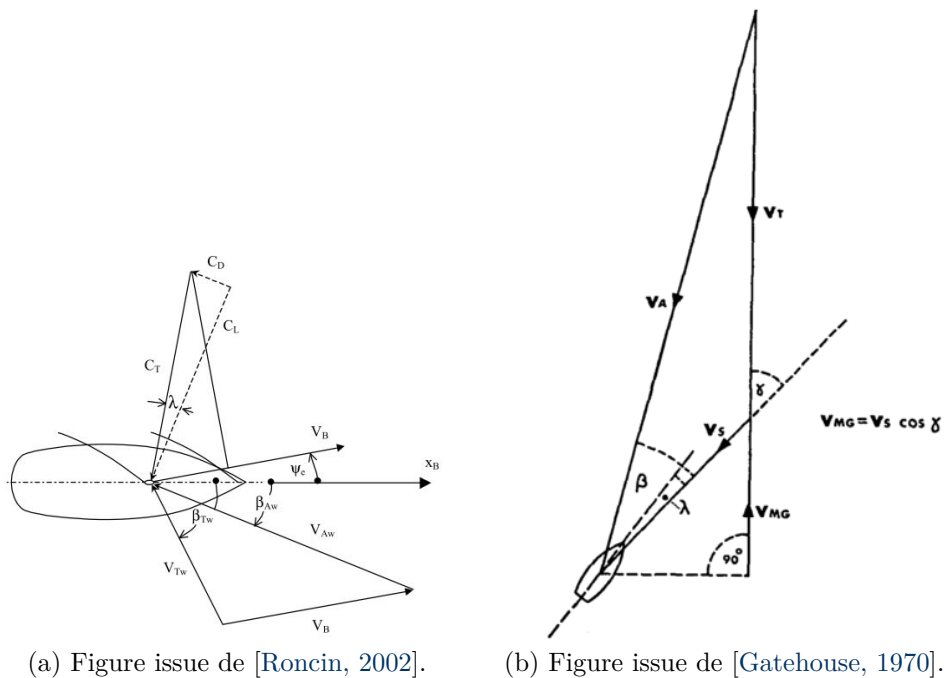 C_D
C_L
C_T
λ
V_B
x_B
ψ_e
β_Tw
β_Aw
V_Aw
V_Tw
V_B
(a) Figure issue de [Roncin, 2002].
V_T
V_A
γ
V_S
V_MG=V_S COS γ
β
λ
V_MG
90°
(b) Figure issue de [Gatehouse, 1970].